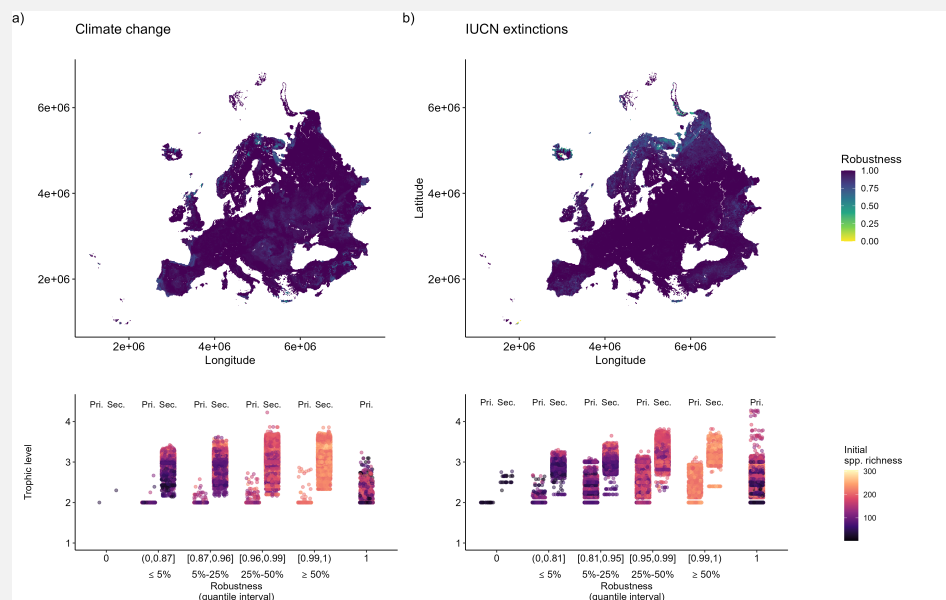 a)
Climate change
6e+06
4e+06
2e+06
2e+06 4e+06 6e+06
Longitude
b)
IUCN extinctions
Latitude
6e+06
4e+06
2e+06
2e+06 4e+06 6e+06
Longitude
Robustness
1.00
0.75
0.50
0.25
0.00
Trophic level
Pri. Sec. Pri. Sec. Pri. Sec. Pri. Sec. Pri. Sec. Pri.
4
3
2
1
0 (0,0.87] [0.87,0.96] [0.96,0.99] [0.99,1) 1
≤ 5% 5%-25% 25%-50% ≥ 50%
Robustness
(quantile interval)
Pri. Sec. Pri. Sec. Pri. Sec. Pri. Sec. Pri. Sec. Pri.
4
3
2
1
0 (0,0.81] [0.81,0.95] [0.95,0.99] [0.99,1) 1
≤ 5% 5%-25% 25%-50% ≥ 50%
Robustness
(quantile interval)
Initial
spp. richness
300
200
100